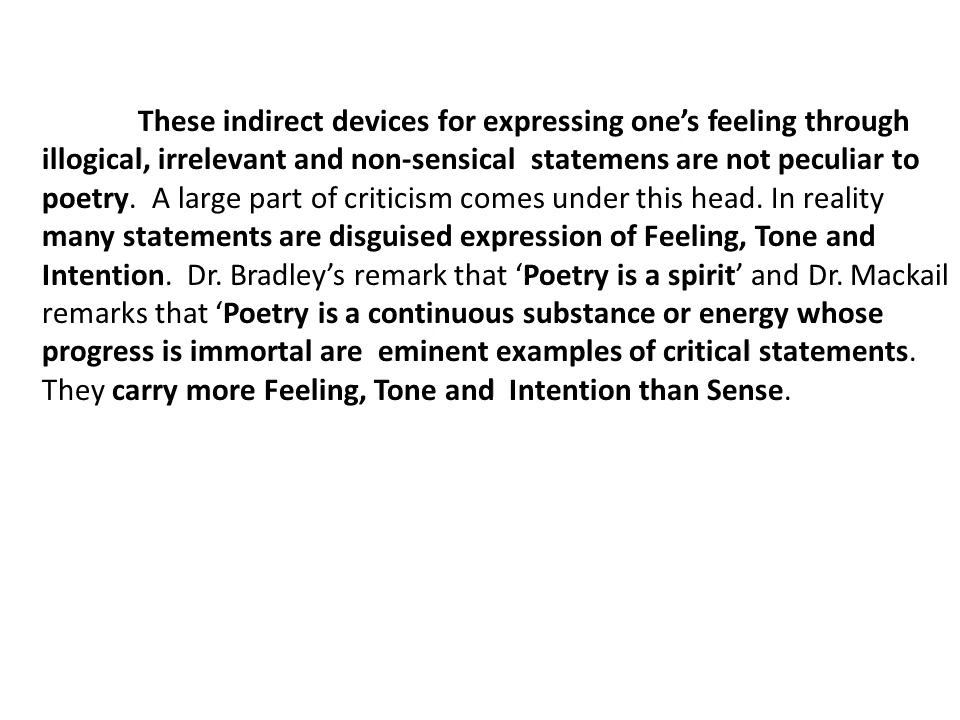 These indirect devices for expressing one’s feeling through
illogical, irrelevant and non-sensical  statemens are not peculiar to
poetry.  A large part of criticism comes under this head. In reality
many statements are disguised expression of Feeling, Tone and
Intention.  Dr. Bradley’s remark that ‘Poetry is a spirit’ and Dr. Mackail
remarks that ‘Poetry is a continuous substance or energy whose
progress is immortal are  eminent examples of critical statements.
They carry more Feeling, Tone and  Intention than Sense.